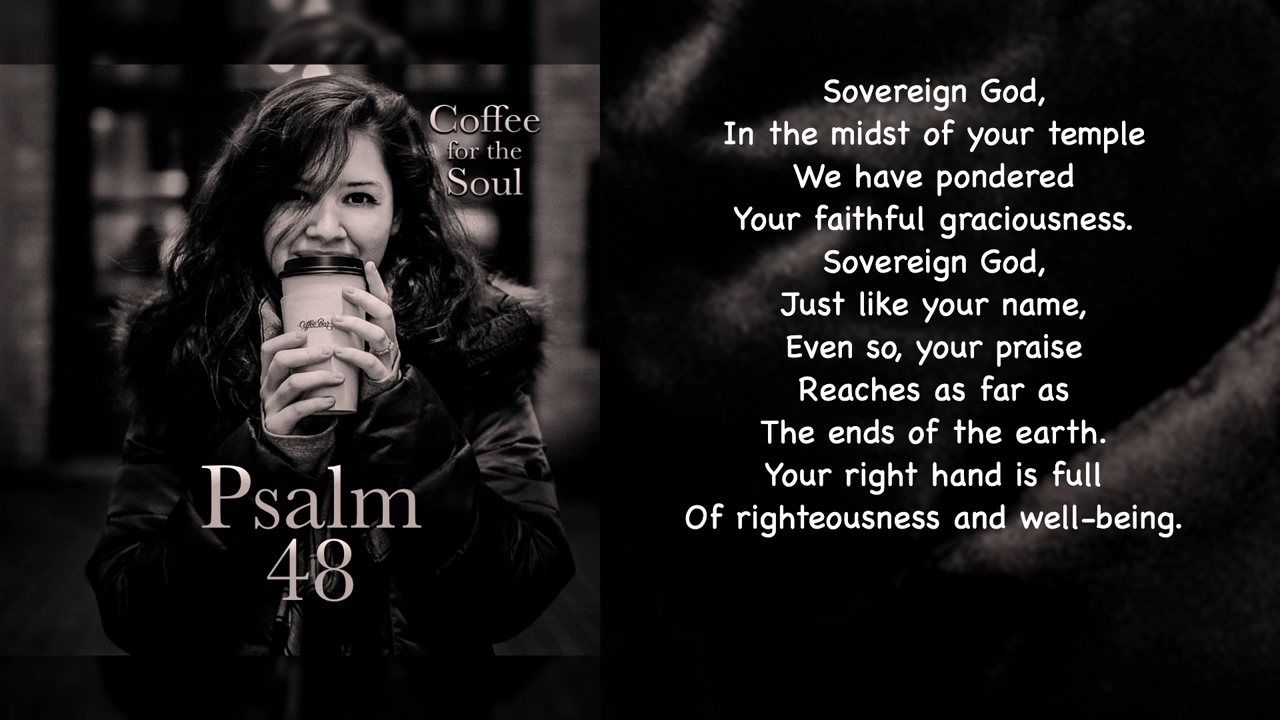 Coffee
for the
Soul
Psalm
48
Sovereign God,
In the midst of your temple
We have pondered
Your faithful graciousness.
Sovereign God,
Just like your name,
Even so, your praise
Reaches as far as
The ends of the earth.
Your right hand is full
Of righteousness and well-being.